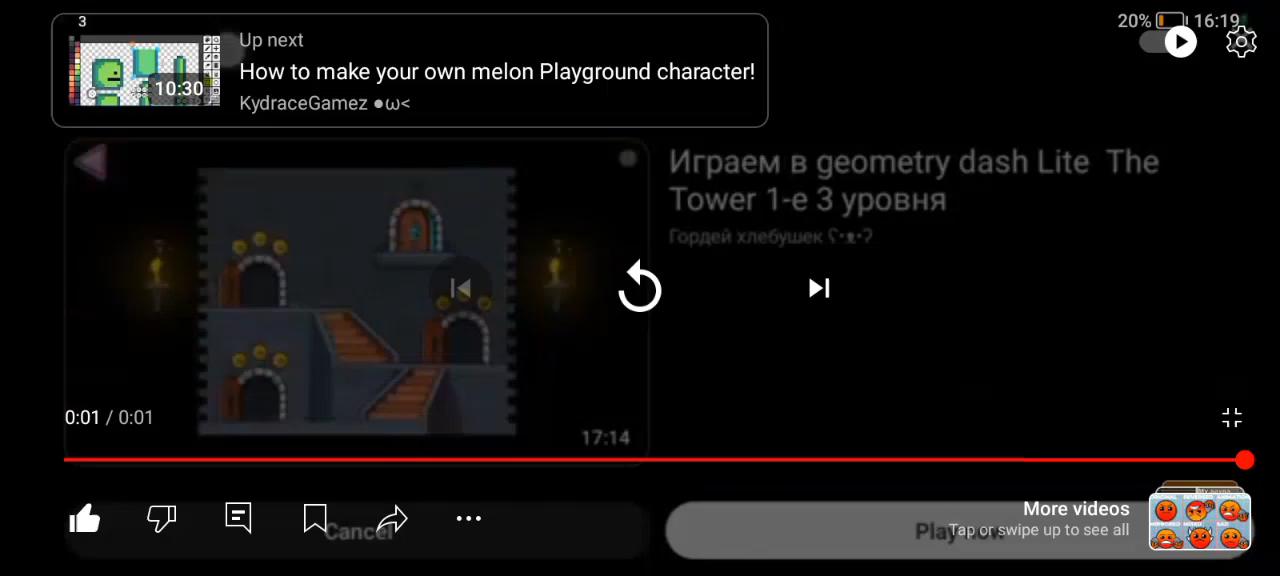 3
20% 16:19
Up next
How to make your own melon Playground character!
10:30
KydraceGamez ●ω<
Играем в geometry dash Lite The
Tower 1-е 3 уровня
Гордей хлебушек ʕ•ᴥ•ʔ
0:01 / 0:01
17:14
Cancel
Play now
More videos
Tap or swipe up to see all